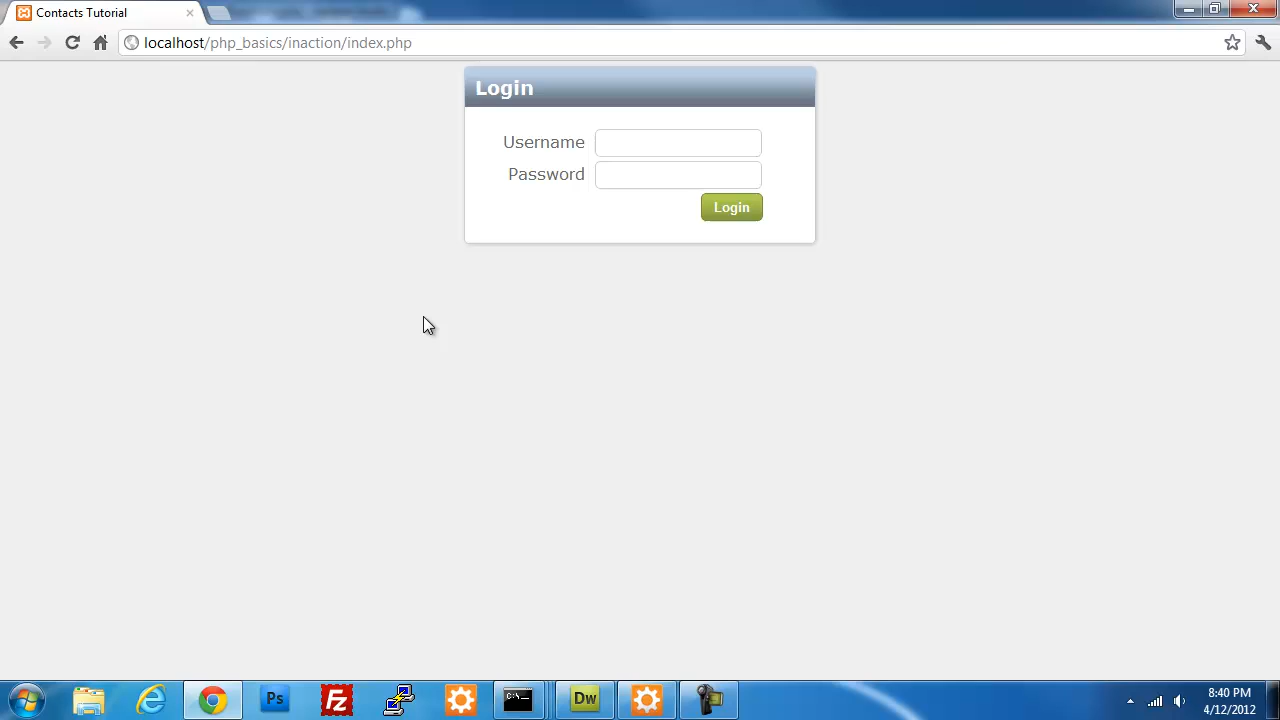 Contacts Tutorial
localhost/php_basics/inaction/index.php
Login
Username
Password
Login
Ps
Fz
C:\_
Dw
8:40 PM
4/12/2012